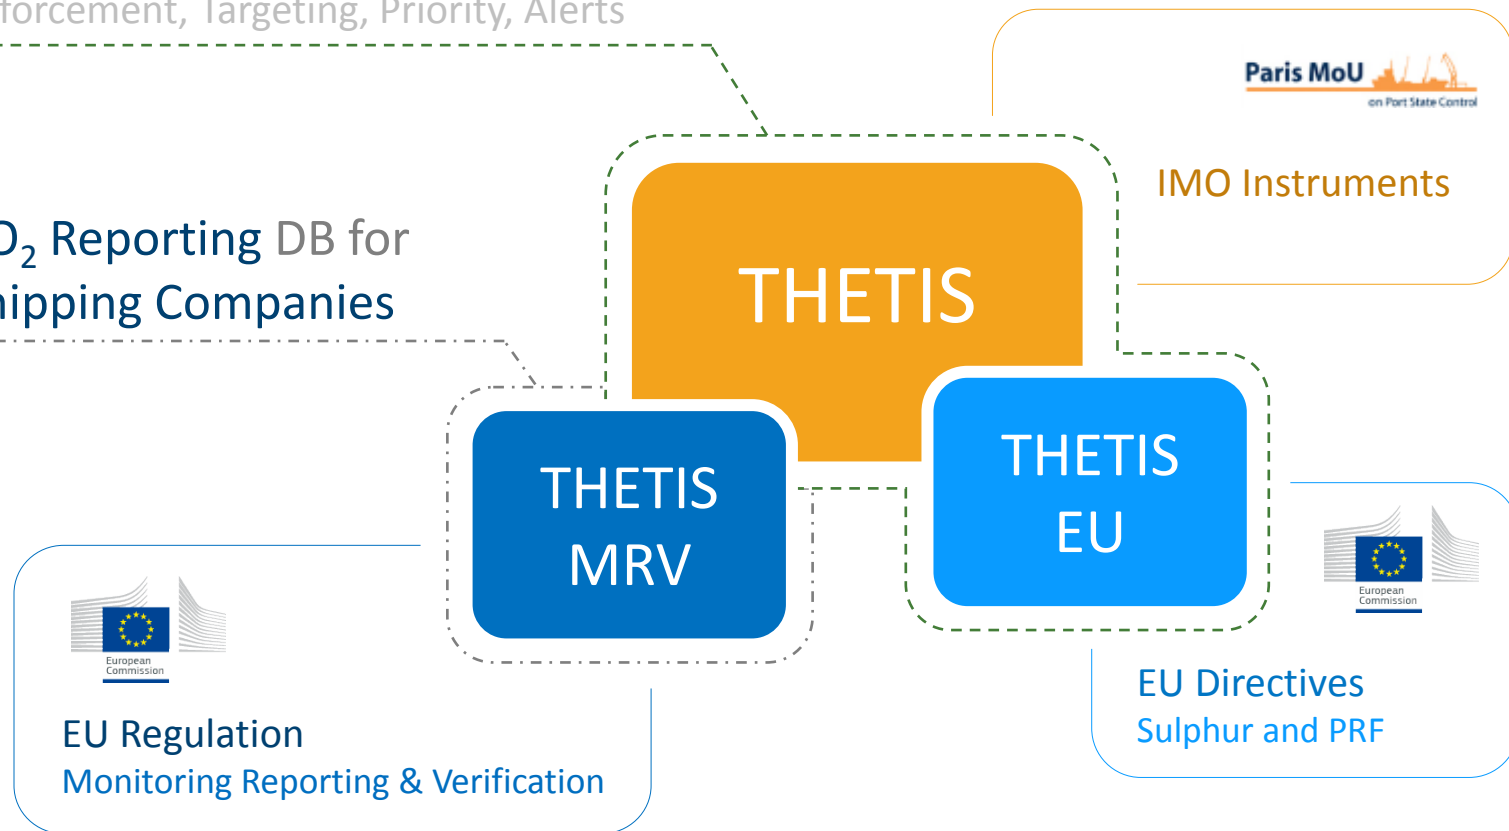 forcement, Targeting, Priority, Alerts
Paris MoU
on Port State Control
IMO Instruments
O₂ Reporting DB for
hipping Companies
THETIS
THETIS
MRV
THETIS
EU
European
Commission
EU Directives
Sulphur and PRF
European
Commission
EU Regulation
Monitoring Reporting & Verification